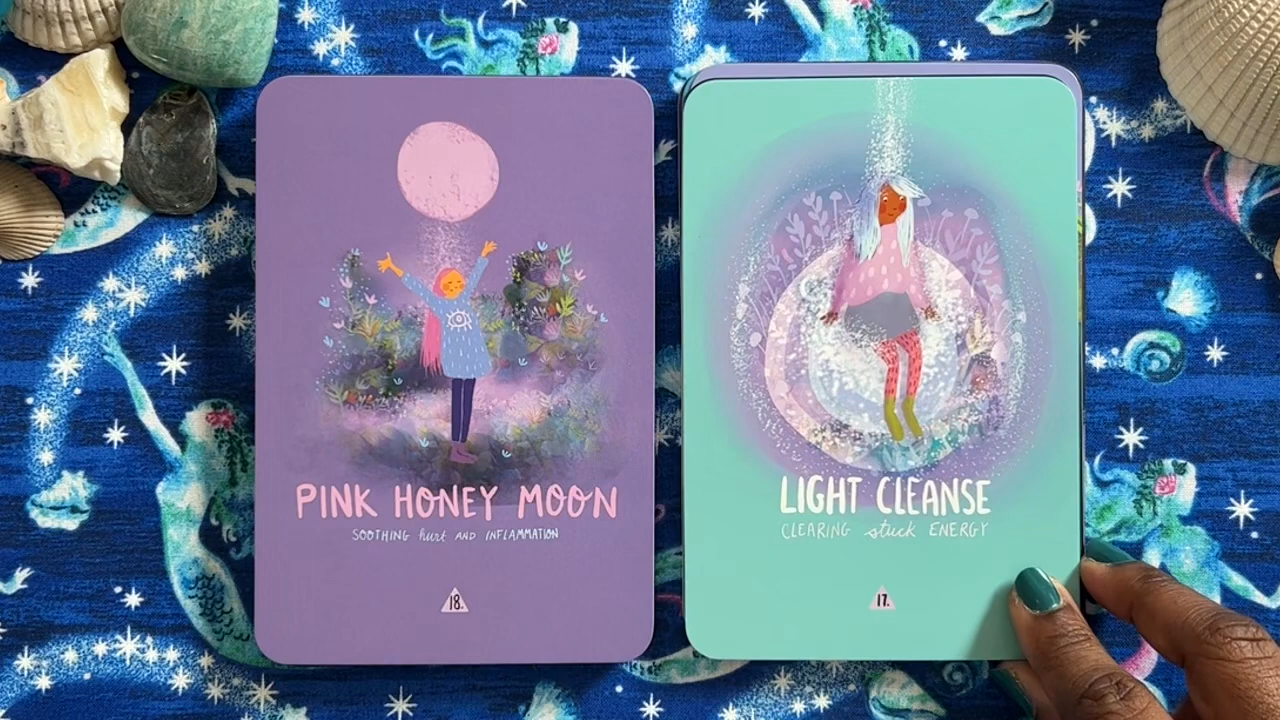 PINK HONEY MOON
SOOTHING hurt AND INFLAMMATION
18.
LIGHT CLEANSE
CLEARING stuck ENERGY
17.